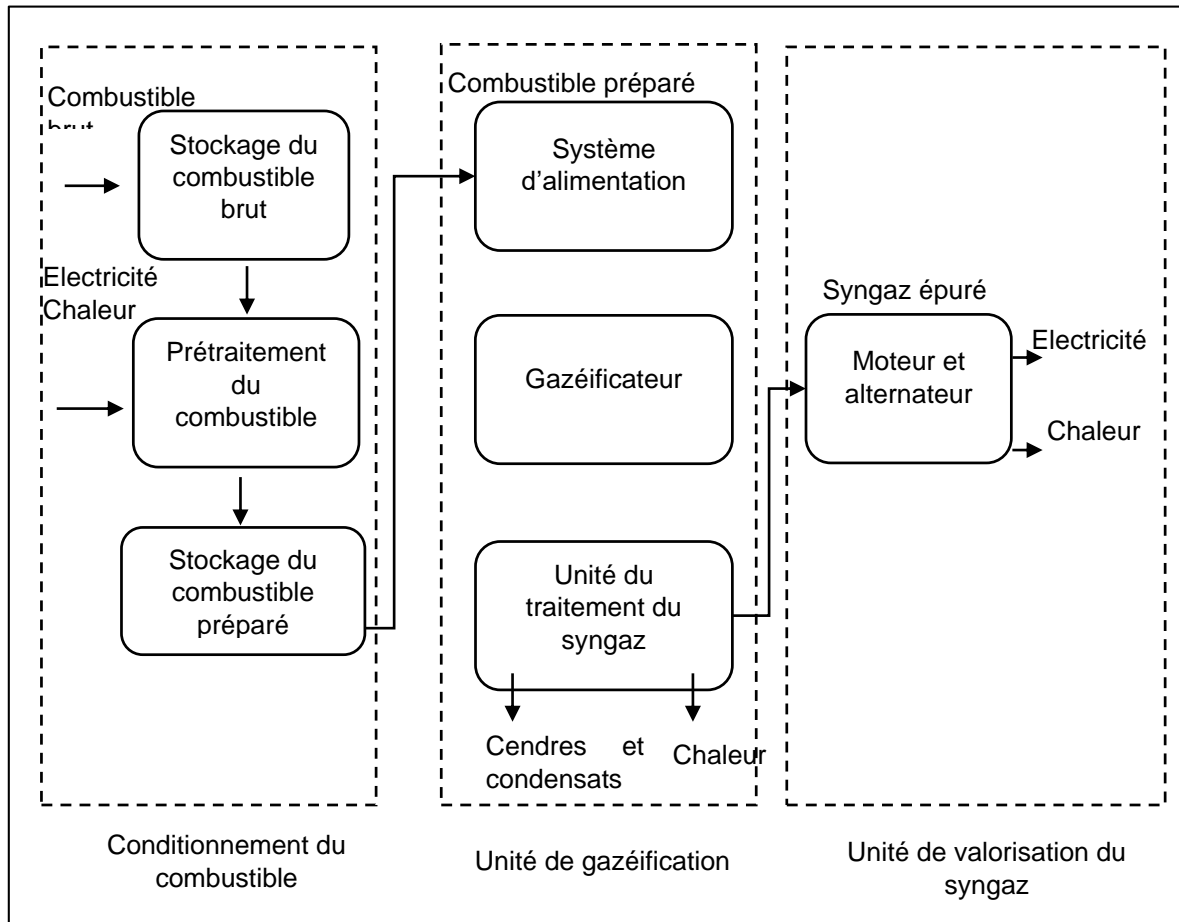 Combustible
brut
Stockage du
combustible
brut
Electricité
Chaleur
Prétraitement
du
combustible
Stockage du
combustible
préparé
Conditionnement du
combustible
Combustible préparé
Système
d'alimentation
Gazéificateur
Unité du
traitement du
syngaz
Cendres et
condensats
Chaleur
Unité de gazéification
Syngaz épuré
Moteur et
alternateur
Electricité
Chaleur
Unité de valorisation du
syngaz